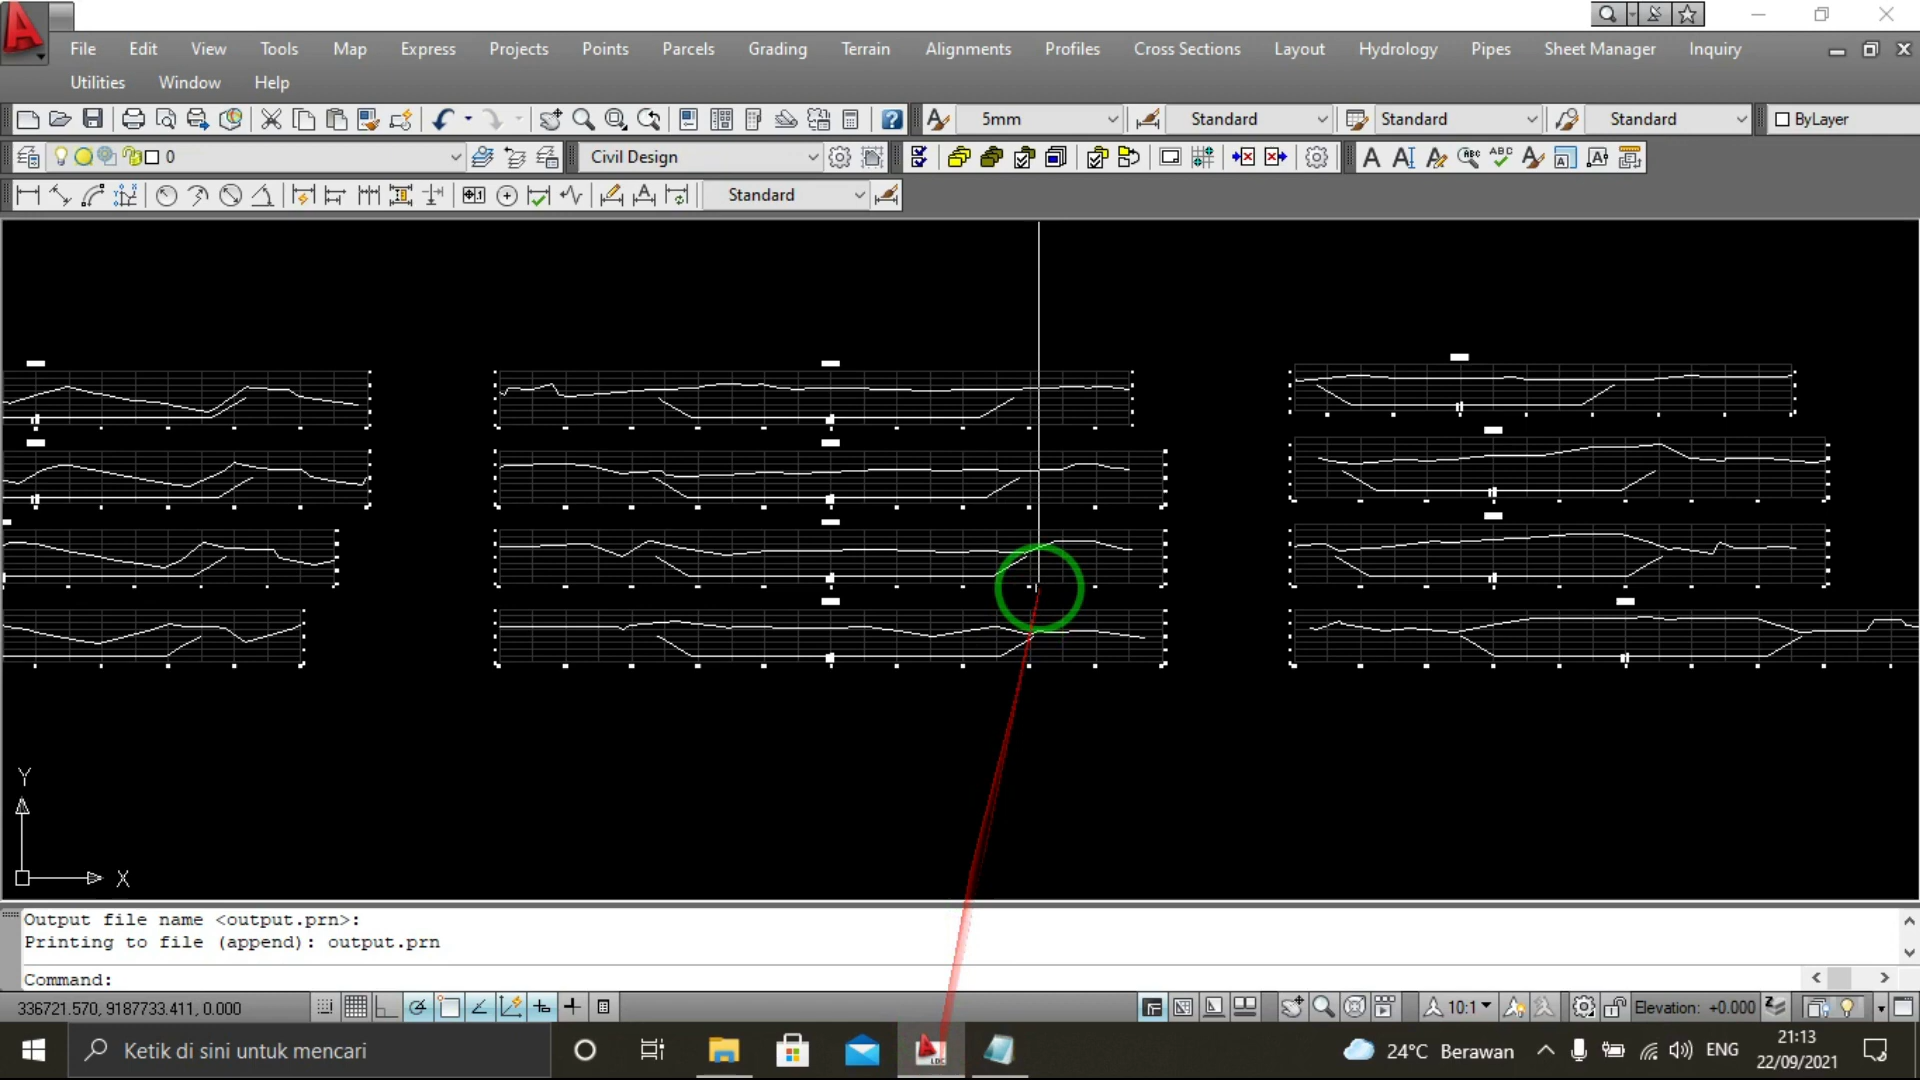 File Edit View Tools Map Express Projects Points Parcels Grading Terrain Alignments Profiles Cross Sections Layout Hydrology Pipes Sheet Manager Inquiry
Utilities Window Help
5mm Standard Standard Standard ByLayer
0 Civil Design
Standard
Y
X
Output file name <output.prn>:
Printing to file (append): output.prn
Command:
336721.570, 9187733.411, 0.000 10:1 Elevation: +0.000
Ketik di sini untuk mencari 24°C Berawan ENG 21:13
22/09/2021